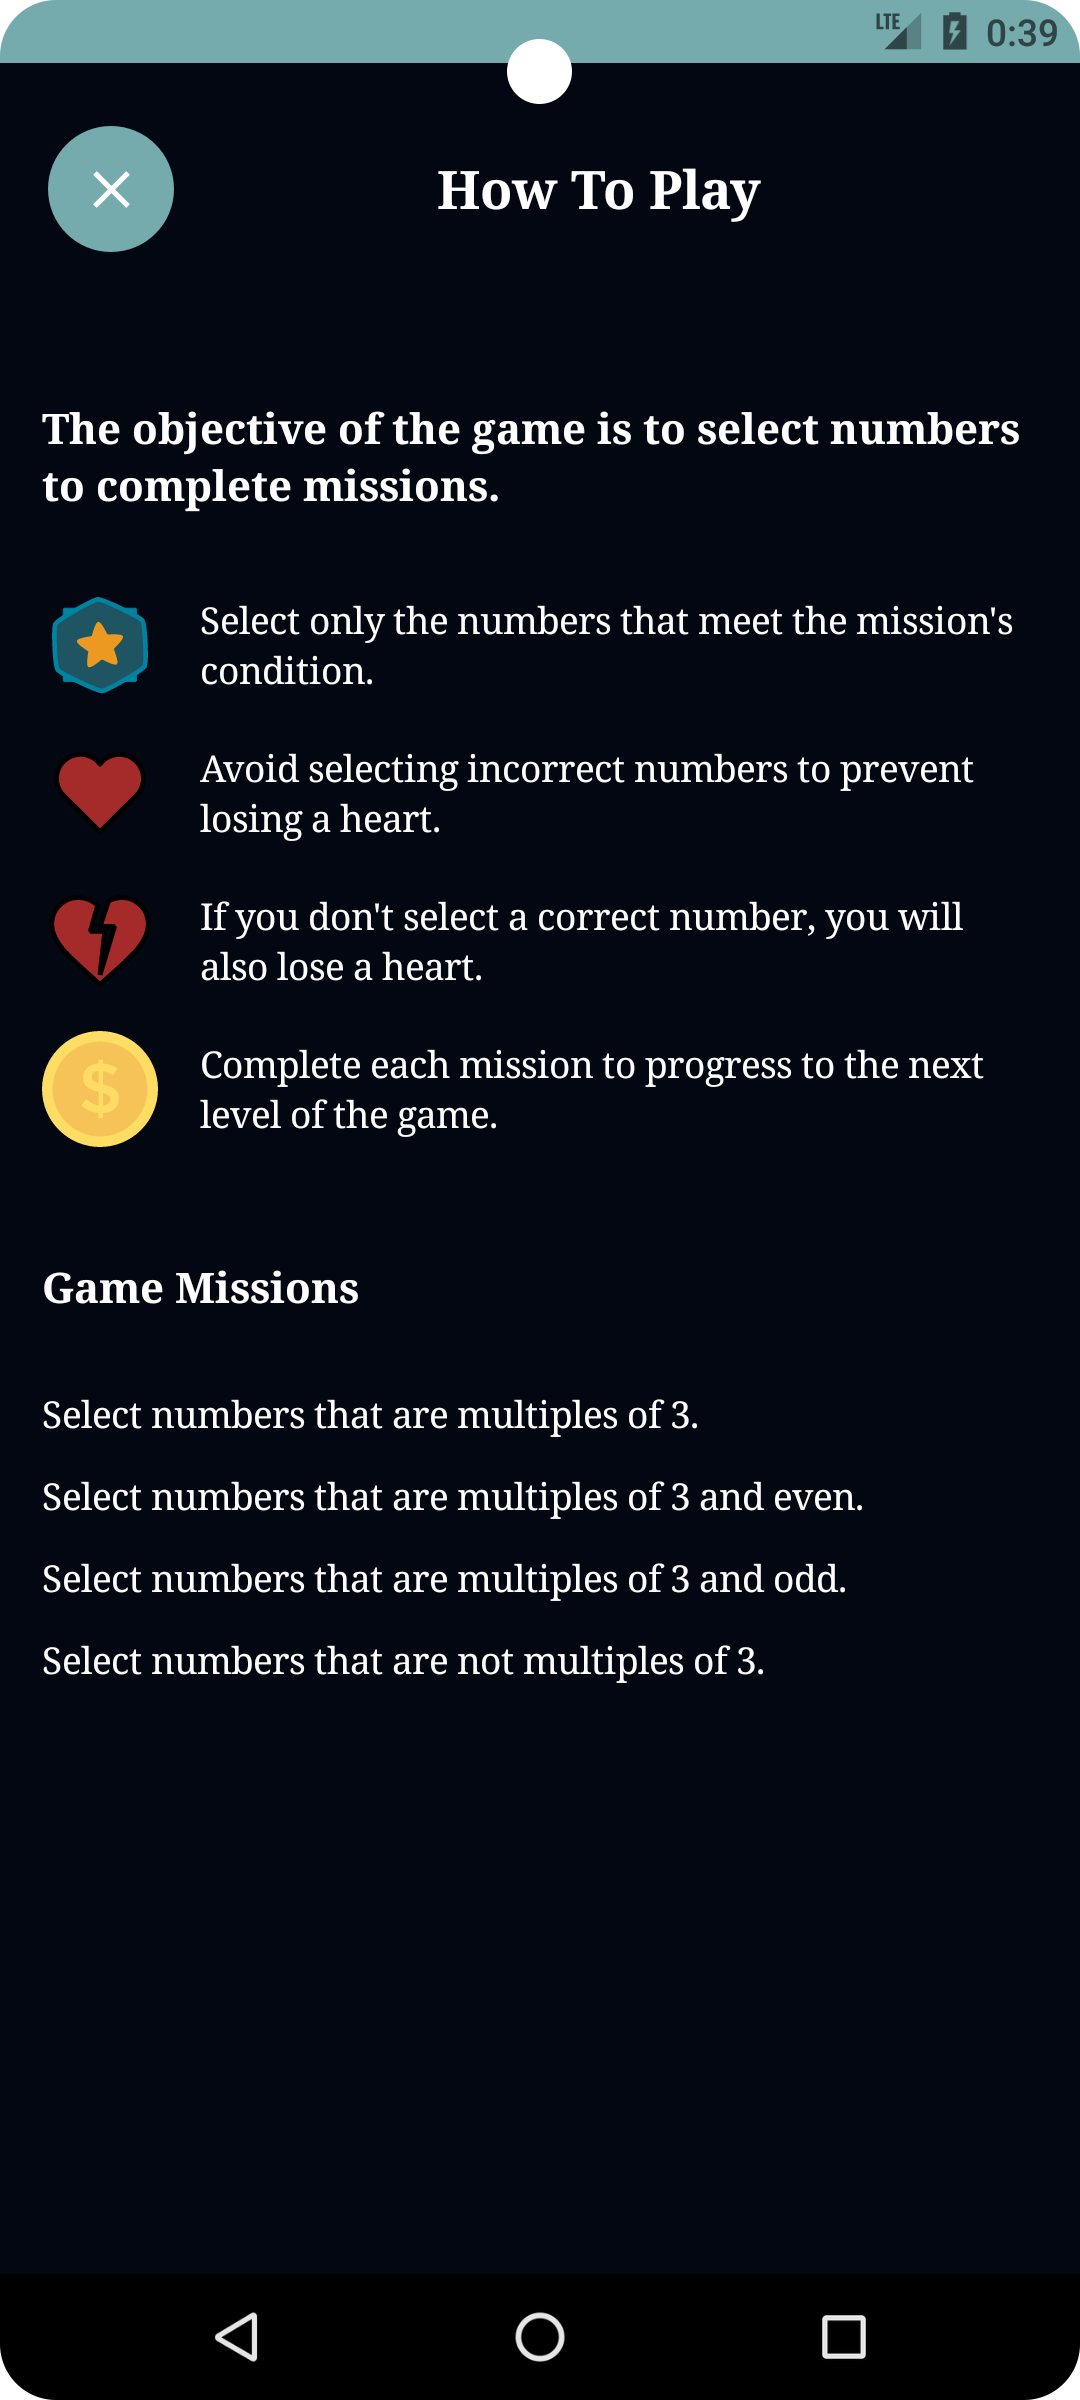 LTE 0:39
How To Play
The objective of the game is to select numbers
to complete missions.
Select only the numbers that meet the mission's
condition.
Avoid selecting incorrect numbers to prevent
losing a heart.
If you don't select a correct number, you will
also lose a heart.
$
Complete each mission to progress to the next
level of the game.
Game Missions
Select numbers that are multiples of 3.
Select numbers that are multiples of 3 and even.
Select numbers that are multiples of 3 and odd.
Select numbers that are not multiples of 3.